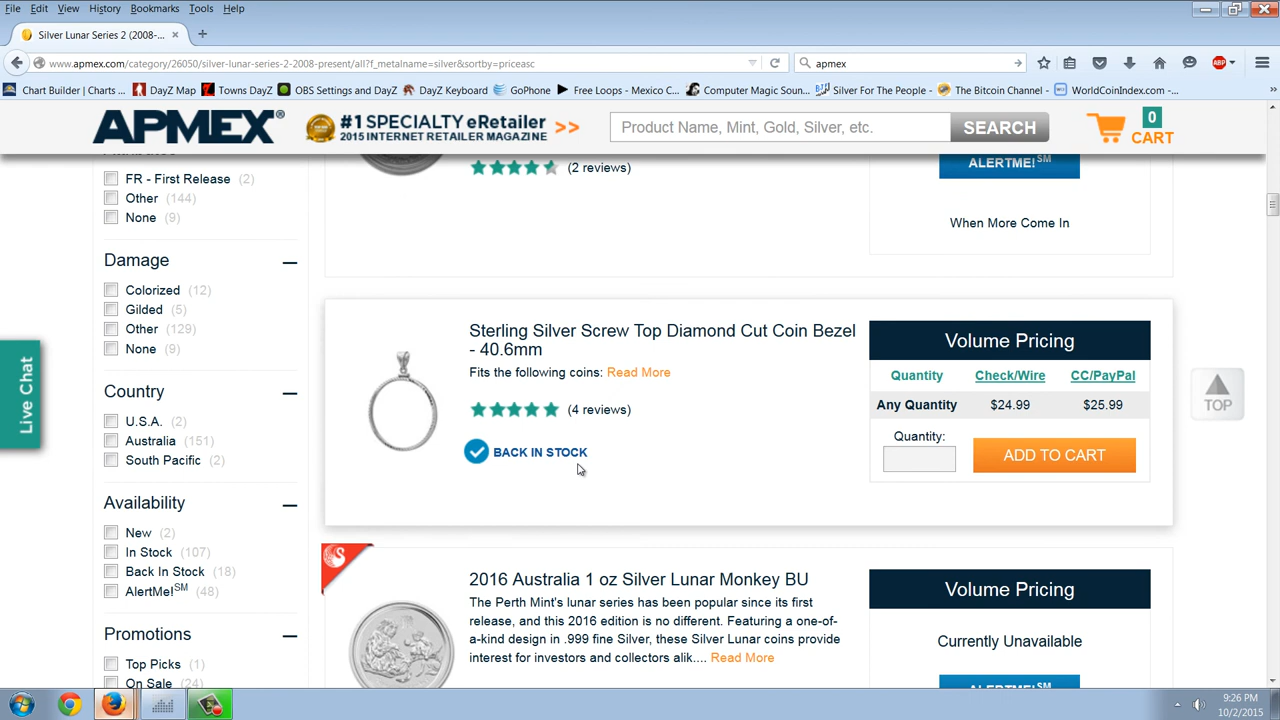 File Edit View History Bookmarks Tools Help
Silver Lunar Series 2 (2008-...
www.apmex.com/category/26050/silver-lunar-series-2-2008-present/all?f_metalname=silver&sortby=priceasc
apmex
ABP
Chart Builder | Charts ... DayZ Map Towns DayZ OBS Settings and DayZ DayZ Keyboard GoPhone Free Loops - Mexico C... Computer Magic Soun... Silver For The People - ... The Bitcoin Channel - ... WorldCoinIndex.com -...
APMEX®
#1 SPECIALTY eRetailer
2015 INTERNET RETAILER MAGAZINE
>>
Product Name, Mint, Gold, Silver, etc.
SEARCH
0
CART
FR - First Release (2)
Other (144)
None (9)
Damage
Colorized (12)
Gilded (5)
Other (129)
None (9)
Country
U.S.A. (2)
Australia (151)
South Pacific (2)
Availability
New (2)
In Stock (107)
Back In Stock (18)
AlertMe!SM (48)
Promotions
Top Picks (1)
On Sale (24)
Live Chat
(2 reviews)
ALERTME!SM
When More Come In
Sterling Silver Screw Top Diamond Cut Coin Bezel
- 40.6mm
Fits the following coins: Read More
(4 reviews)
BACK IN STOCK
Volume Pricing
Quantity Check/Wire CC/PayPal
Any Quantity $24.99 $25.99
Quantity:
ADD TO CART
TOP
2016 Australia 1 oz Silver Lunar Monkey BU
The Perth Mint's lunar series has been popular since its first
release, and this 2016 edition is no different. Featuring a one-of-
a-kind design in .999 fine Silver, these Silver Lunar coins provide
interest for investors and collectors alik.... Read More
Volume Pricing
Currently Unavailable
ALERTME!SM
9:26 PM
10/2/2015